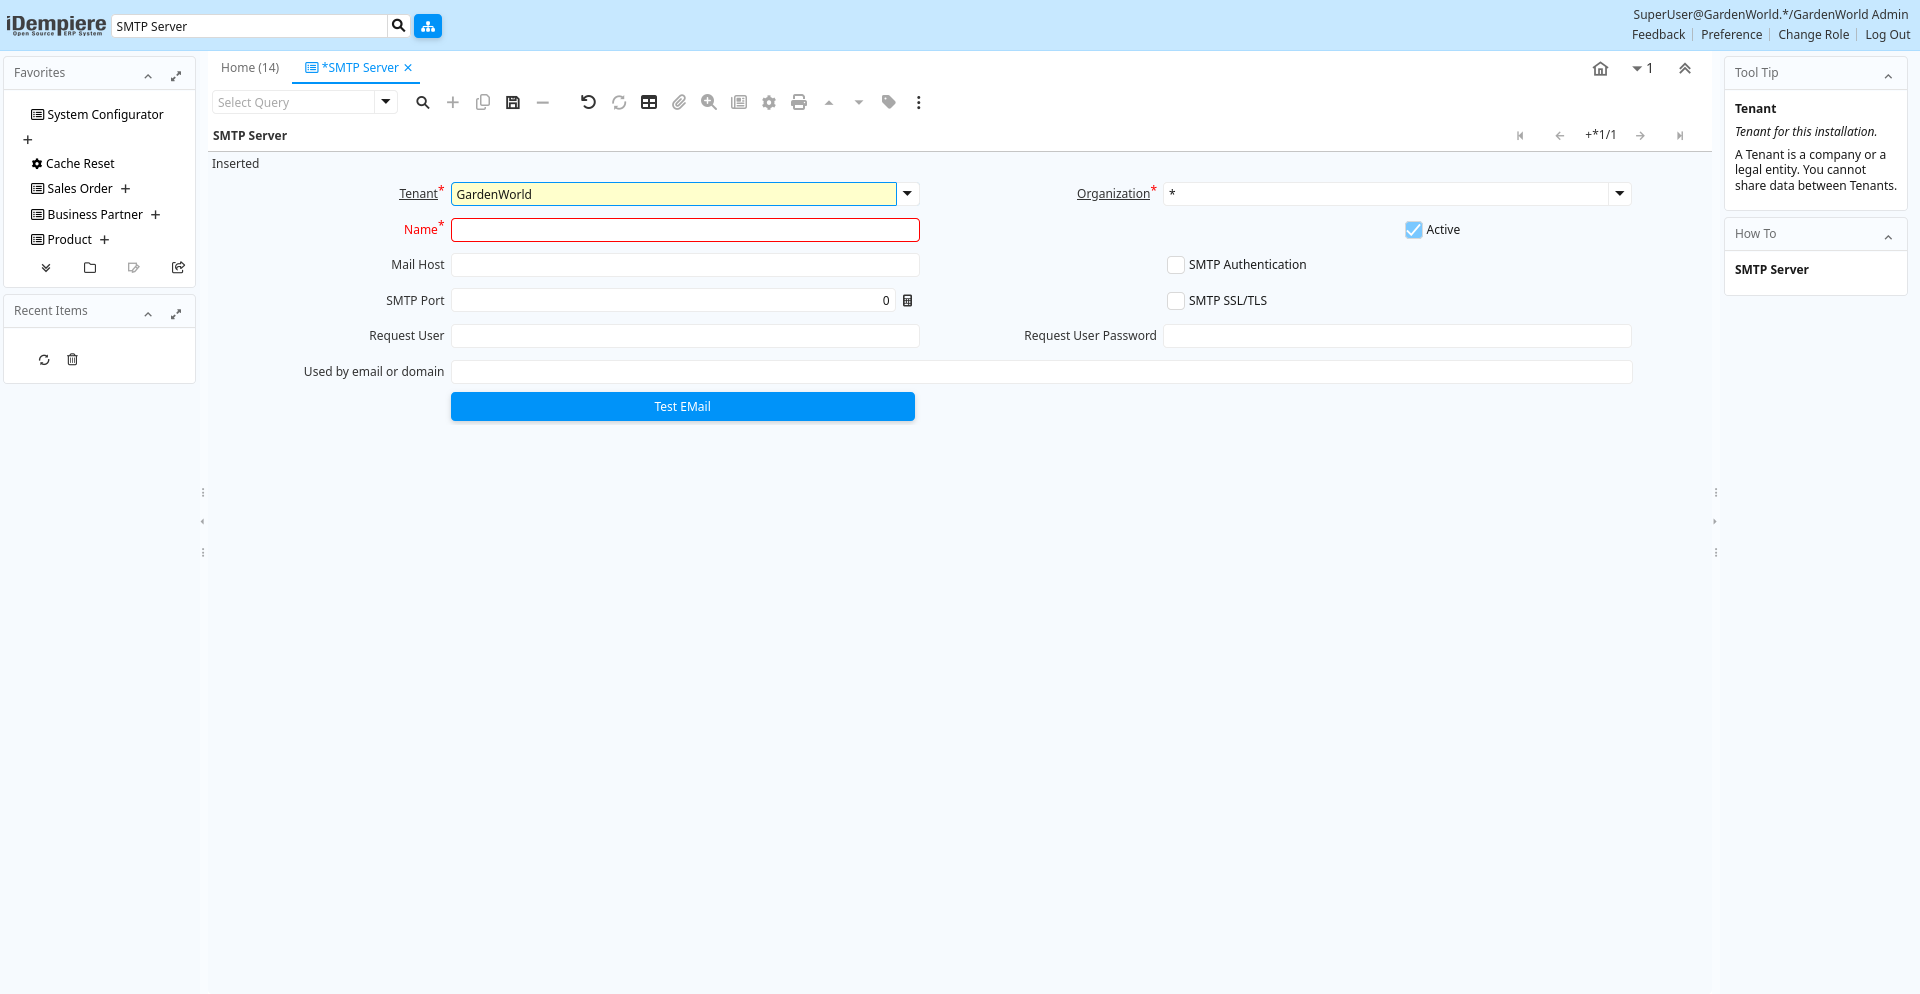 iDempiere
Open Source ERP System
SMTP Server
SuperUser@GardenWorld.*/GardenWorld Admin
Feedback Preference Change Role Log Out
Favorites
System Configurator
Cache Reset
Sales Order
Business Partner
Product
Recent Items
Home (14)
*SMTP Server
1
Select Query
SMTP Server
+*1/1
Inserted
Tenant* GardenWorld
Organization* *
Name*
Active
Mail Host
SMTP Authentication
SMTP Port 0
SMTP SSL/TLS
Request User
Request User Password
Used by email or domain
Test EMail
Tool Tip
Tenant
Tenant for this installation.
A Tenant is a company or a
legal entity. You cannot
share data between Tenants.
How To
SMTP Server